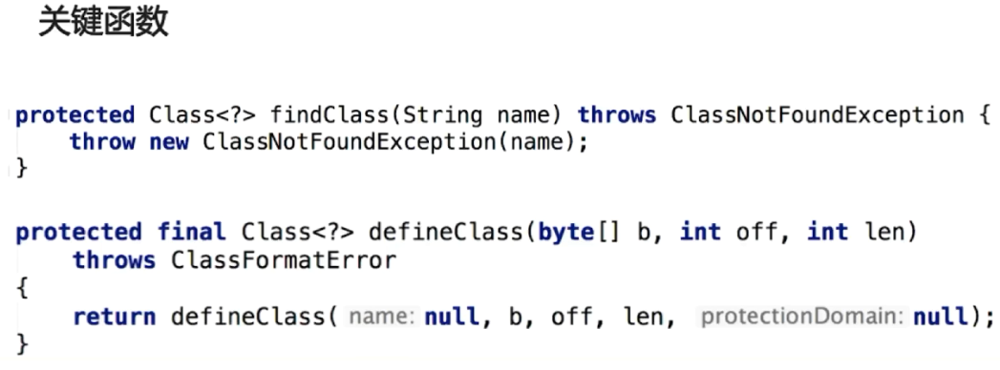 关键函数
protected Class<?> findClass(String name) throws ClassNotFoundException {
    throw new ClassNotFoundException(name);
}
protected final Class<?> defineClass(byte[] b, int off, int len)
    throws ClassFormatError
{
    return defineClass( name: null, b, off, len, protectionDomain: null);
}